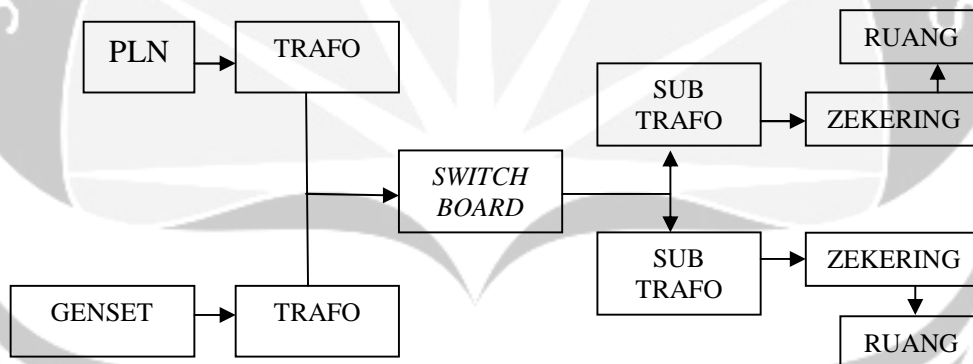 PLN
TRAFO
RUANG
SUB
TRAFO
ZEKERING
SWITCH
BOARD
SUB
TRAFO
ZEKERING
GENSET
TRAFO
RUANG